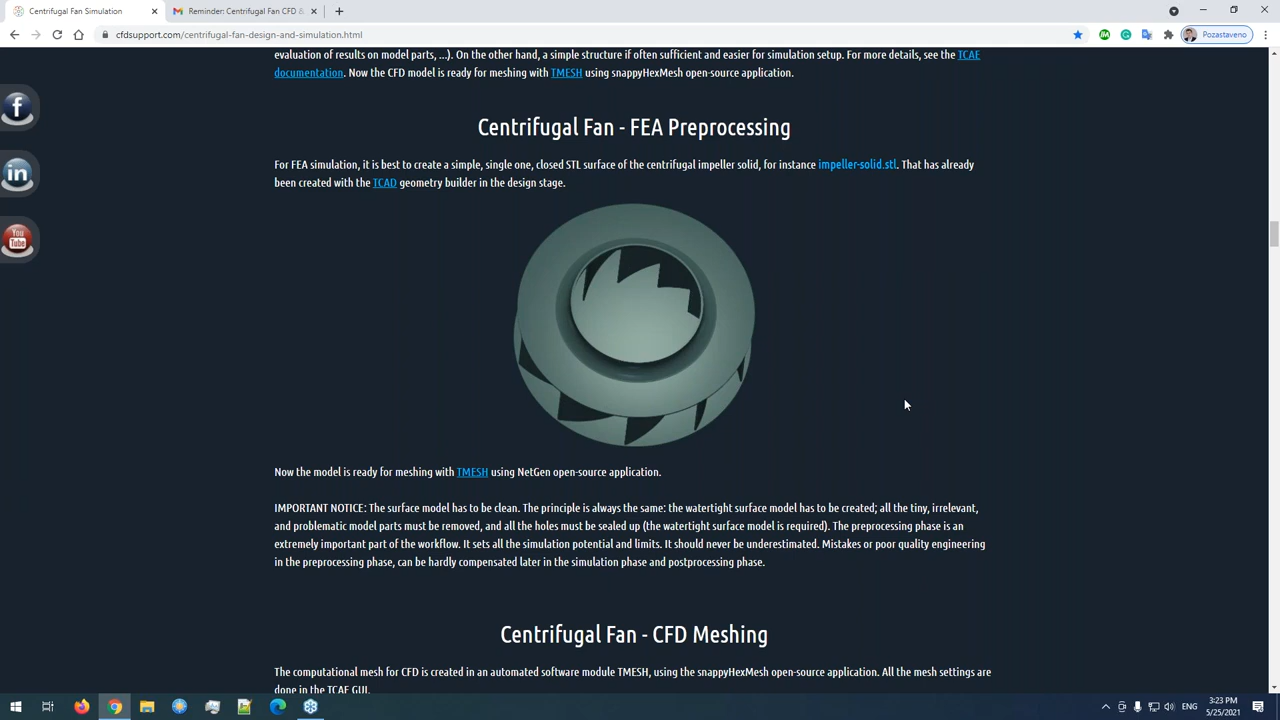 Centrifugal Fan Simulation
Reminder: Centrifugal Fan CFD &
cfdsupport.com/centrifugal-fan-design-and-simulation.html
Pozastaveno
evaluation of results on model parts, ...). On the other hand, a simple structure if often sufficient and easier for simulation setup. For more details, see the TCAE
documentation. Now the CFD model is ready for meshing with TMESH using snappyHexMesh open-source application.
Centrifugal Fan - FEA Preprocessing
For FEA simulation, it is best to create a simple, single one, closed STL surface of the centrifugal impeller solid, for instance impeller-solid.stl. That has already
been created with the TCAD geometry builder in the design stage.
f
in
You
Tube
Now the model is ready for meshing with TMESH using NetGen open-source application.
IMPORTANT NOTICE: The surface model has to be clean. The principle is always the same: the watertight surface model has to be created; all the tiny, irrelevant,
and problematic model parts must be removed, and all the holes must be sealed up (the watertight surface model is required). The preprocessing phase is an
extremely important part of the workflow. It sets all the simulation potential and limits. It should never be underestimated. Mistakes or poor quality engineering
in the preprocessing phase, can be hardly compensated later in the simulation phase and postprocessing phase.
Centrifugal Fan - CFD Meshing
The computational mesh for CFD is created in an automated software module TMESH, using the snappyHexMesh open-source application. All the mesh settings are
done in the TCAE GUI.
ENG
3:23 PM
5/25/2021